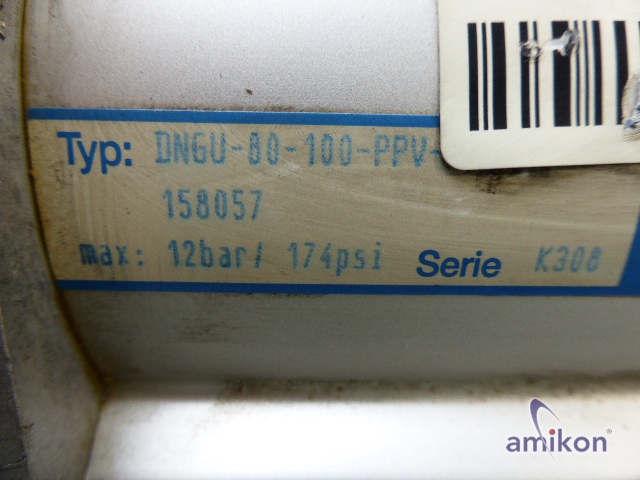 Typ: DNGU-80-100-PPV-
158057
max: 12bar/ 174psi Serie K308
amikon®